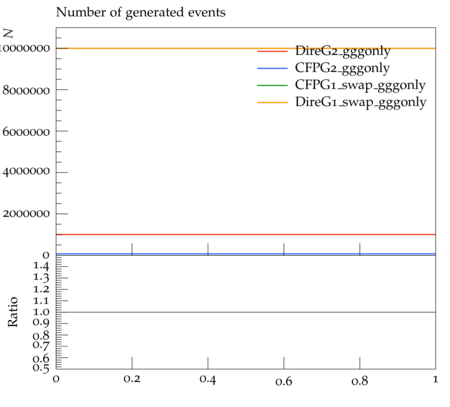 Number of generated events
N
10000000
DireG2_gggonly
CFPG2_gggonly
8000000
CFPG1_swap_gggonly
DireG1_swap_gggonly
6000000
4000000
2000000
0
1.4
1.3
1.2
1.1
1.0
0.9
0.8
0.7
0.6
0.5
Ratio
0 0.2 0.4 0.6 0.8 1